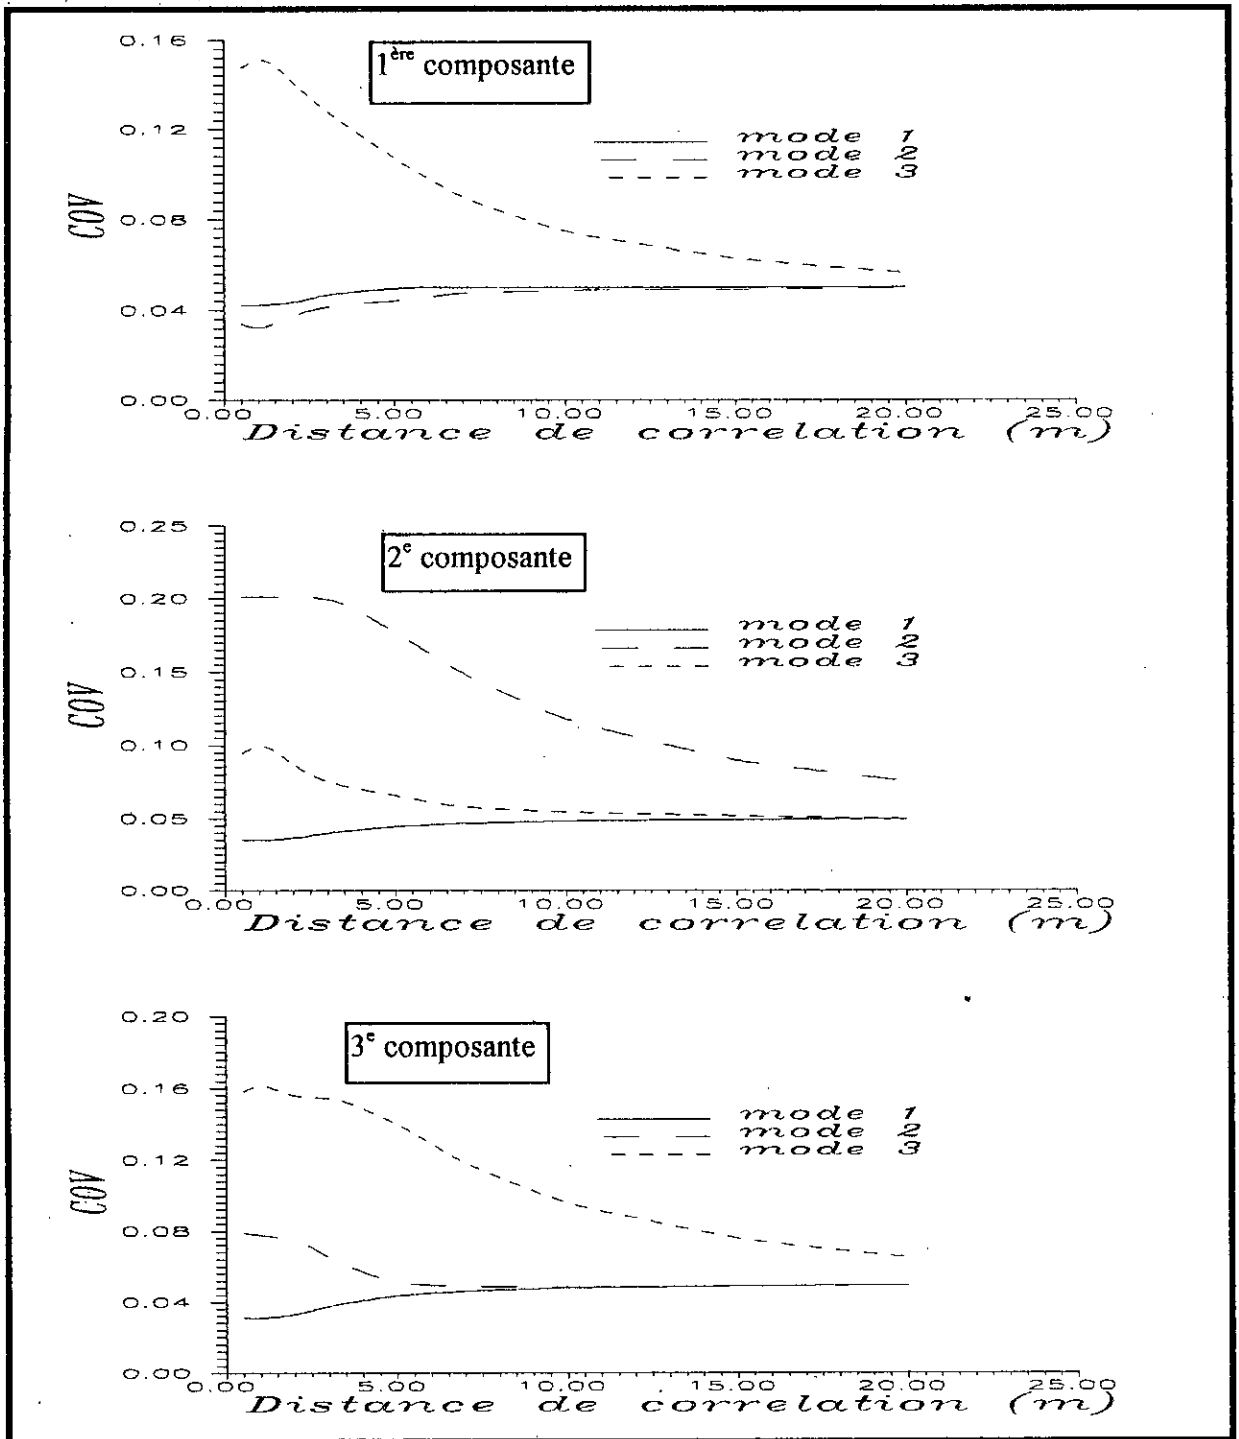 0.16
1ère composante
mode 1
0.12
mode 2
mode 3
COV
0.08
0.04
0.00
0.00 5.00 10.00 15.00 20.00 25.00
Distance de correlation (m)
0.25
2e composante
0.20
mode 1
mode 2
mode 3
0.15
COV
0.10
0.05
0.00
0.00 5.00 10.00 15.00 20.00 25.00
Distance de correlation (m)
0.20
3e composante
0.16
mode 1
mode 2
mode 3
0.12
COV
0.08
0.04
0.00
0.00 5.00 10.00 15.00 20.00 25.00
Distance de correlation (m)